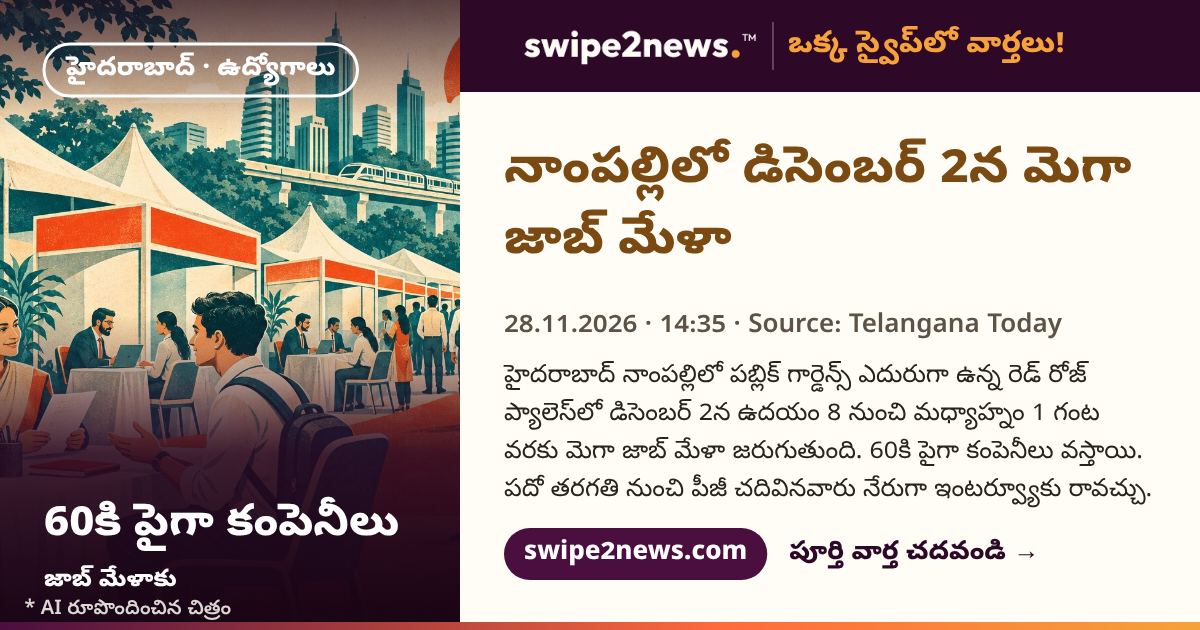 హైదరాబాద్ · ఉద్యోగాలు
60కి పైగా కంపెనీలు
జాబ్ మేళాకు
* AI రూపొందించిన చిత్రం
swipe2news.™ ఒక్క స్వైప్‌లో వార్తలు!
నాంపల్లిలో డిసెంబర్ 2న మెగా
జాబ్ మేళా
28.11.2026 · 14:35 · Source: Telangana Today
హైదరాబాద్ నాంపల్లిలో పబ్లిక్ గార్డెన్స్ ఎదురుగా ఉన్న రెడ్ రోజ్
ప్యాలెస్‌లో డిసెంబర్ 2న ఉదయం 8 నుంచి మధ్యాహ్నం 1 గంట
వరకు మెగా జాబ్ మేళా జరుగుతుంది. 60కి పైగా కంపెనీలు వస్తాయి.
పదో తరగతి నుంచి పీజీ చదివినవారు నేరుగా ఇంటర్వ్యూకు రావచ్చు.
swipe2news.com పూర్తి వార్త చదవండి →